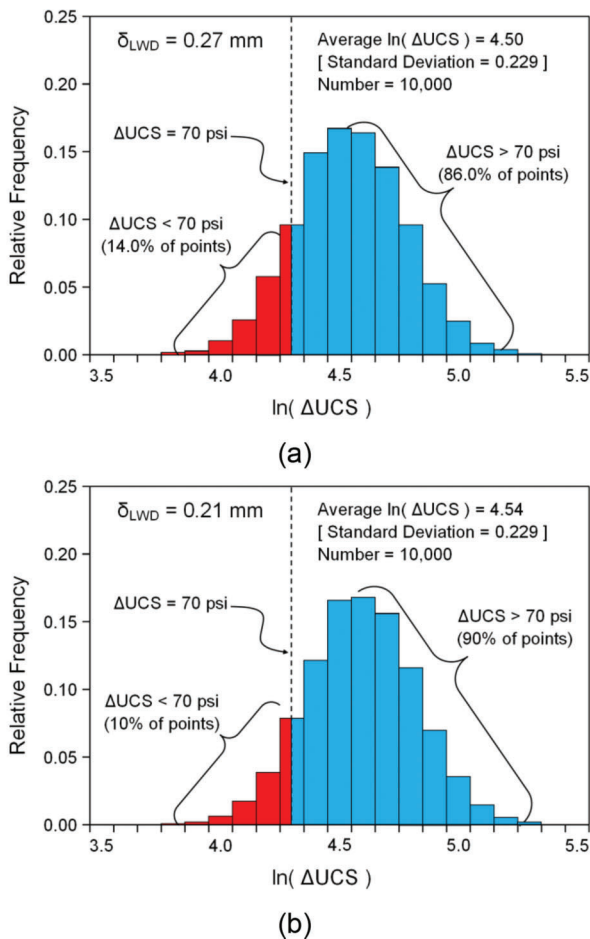 0.25
0.20
0.15
0.10
0.05
0.00
Relative Frequency
δLWD = 0.27 mm
Average ln( ΔUCS ) = 4.50
[ Standard Deviation = 0.229 ]
Number = 10,000
ΔUCS = 70 psi
ΔUCS > 70 psi
(86.0% of points)
ΔUCS < 70 psi
(14.0% of points)
3.5 4.0 4.5 5.0 5.5
ln( ΔUCS )
(a)
0.25
0.20
0.15
0.10
0.05
0.00
Relative Frequency
δLWD = 0.21 mm
Average ln( ΔUCS ) = 4.54
[ Standard Deviation = 0.229 ]
Number = 10,000
ΔUCS = 70 psi
ΔUCS > 70 psi
(90% of points)
ΔUCS < 70 psi
(10% of points)
3.5 4.0 4.5 5.0 5.5
ln( ΔUCS )
(b)